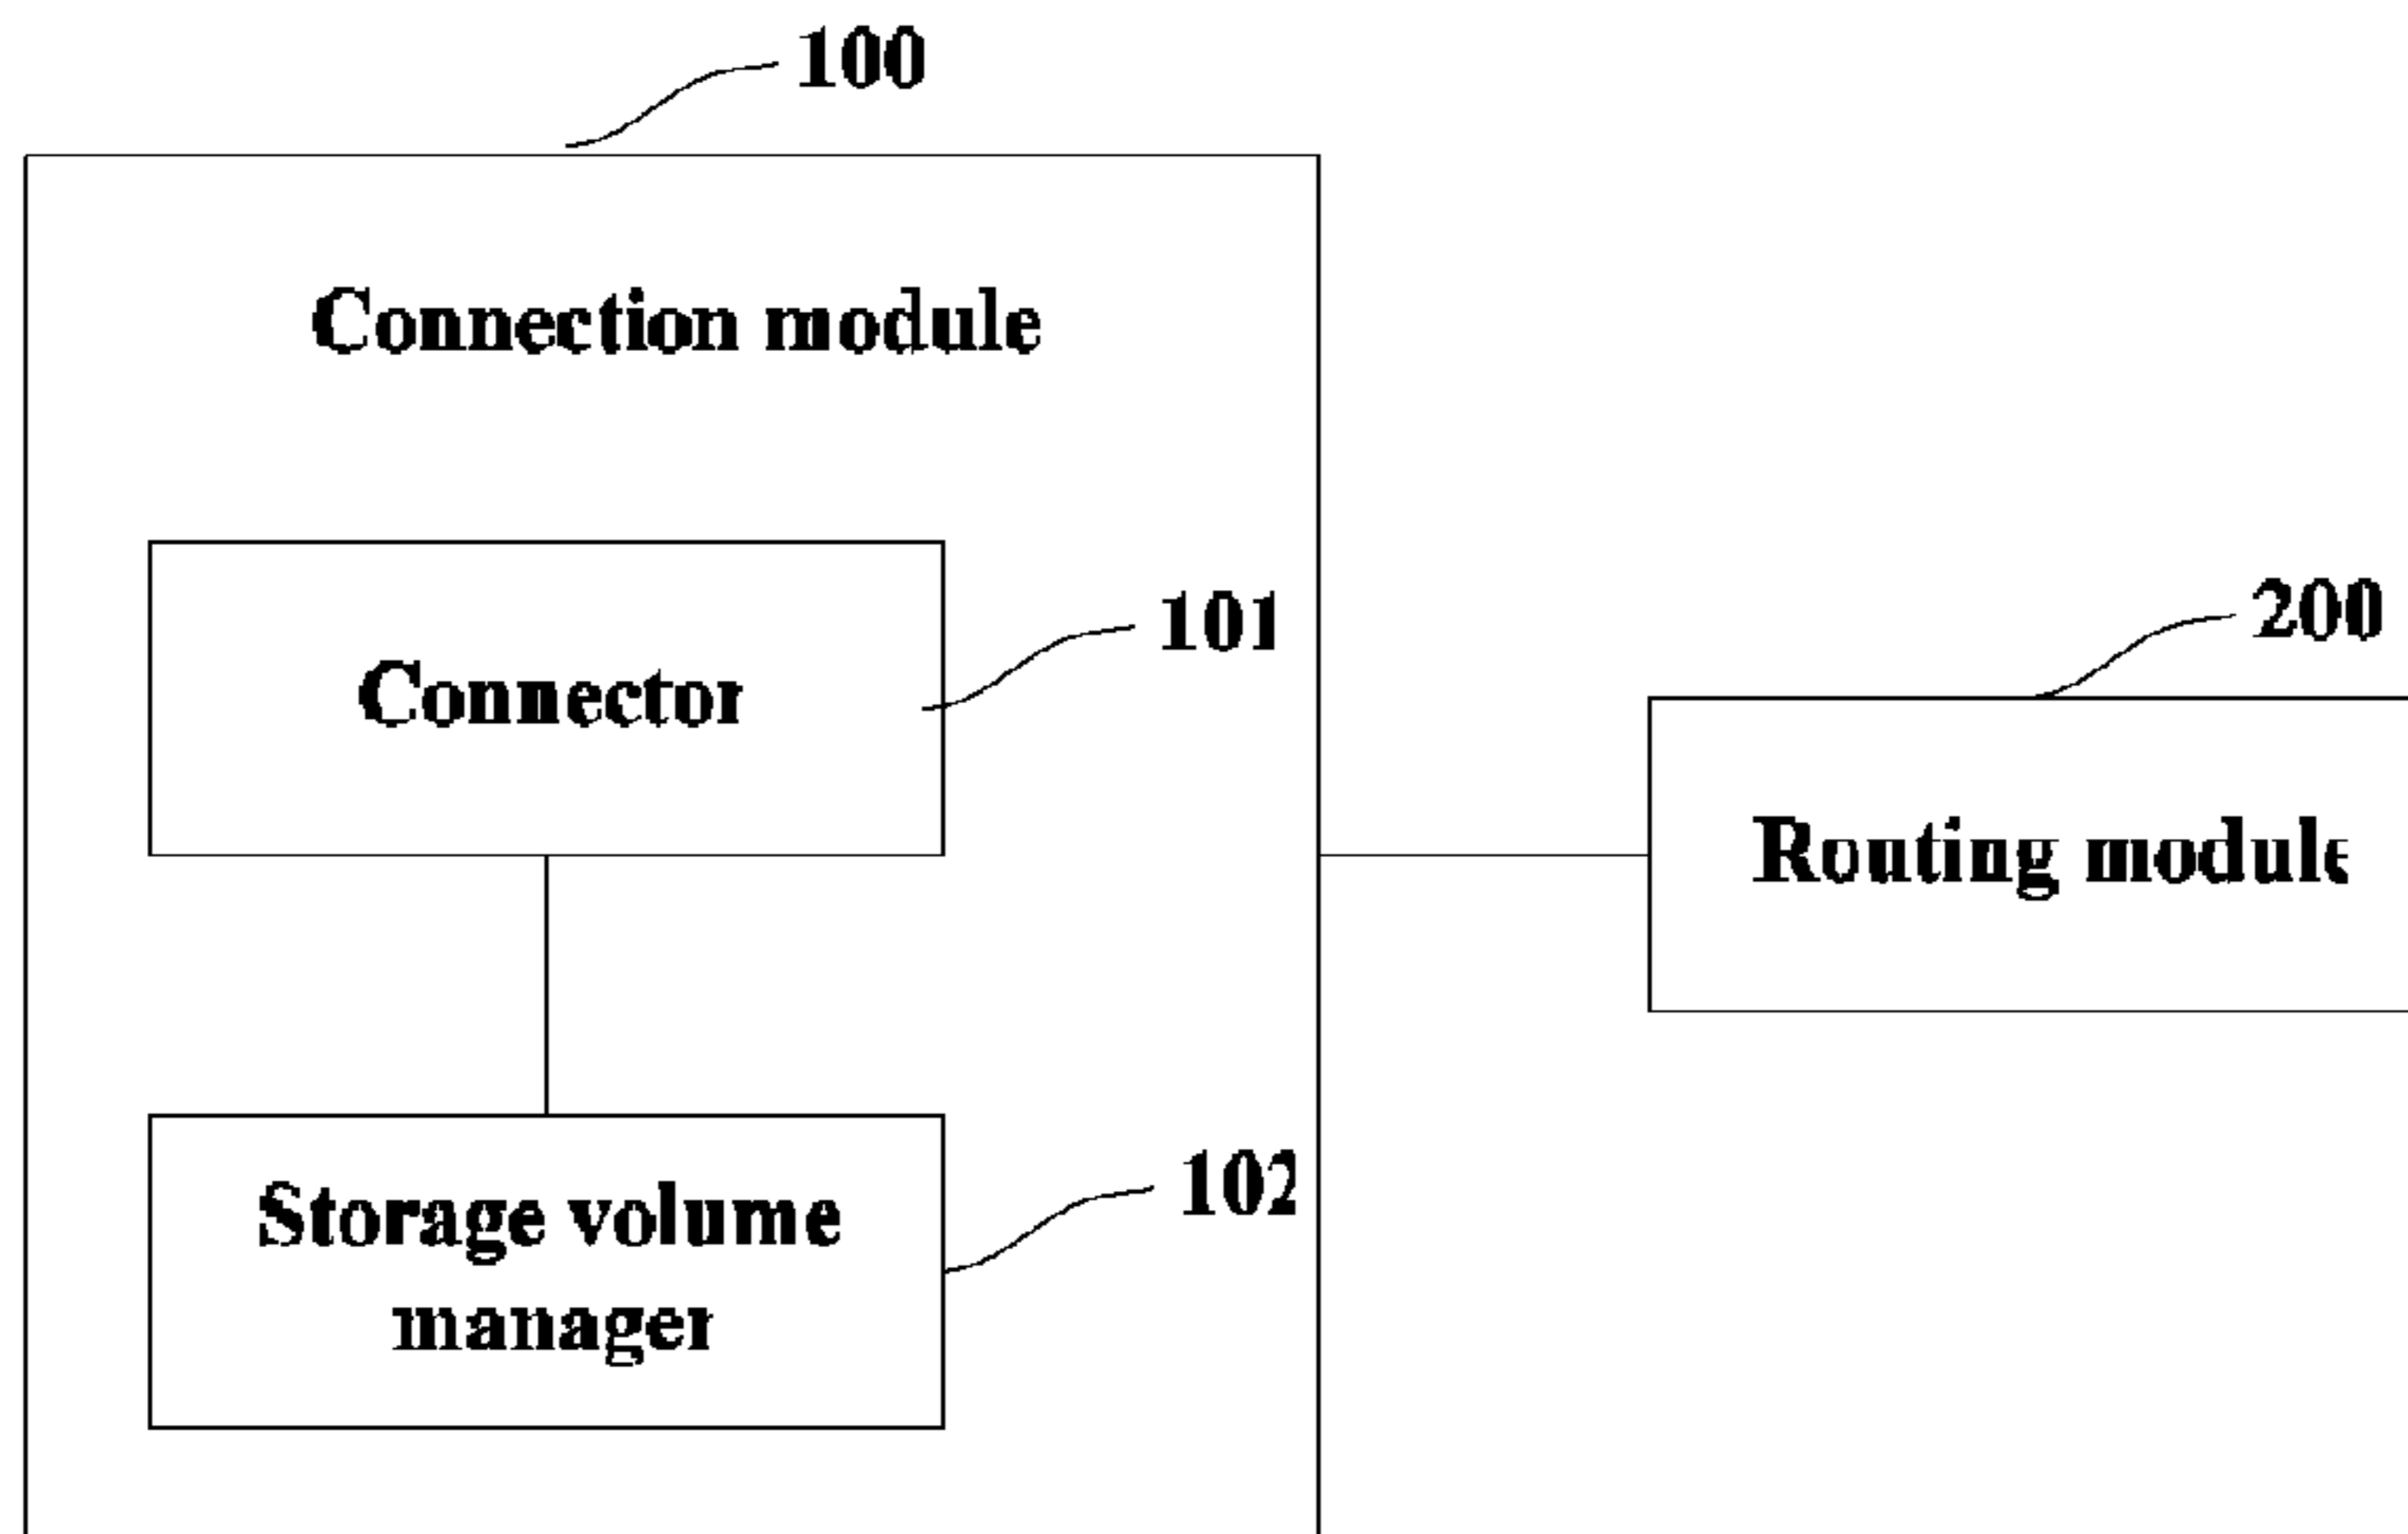 100
Connection module
101
Connector
200
Routing module
102
Storage volume
manager